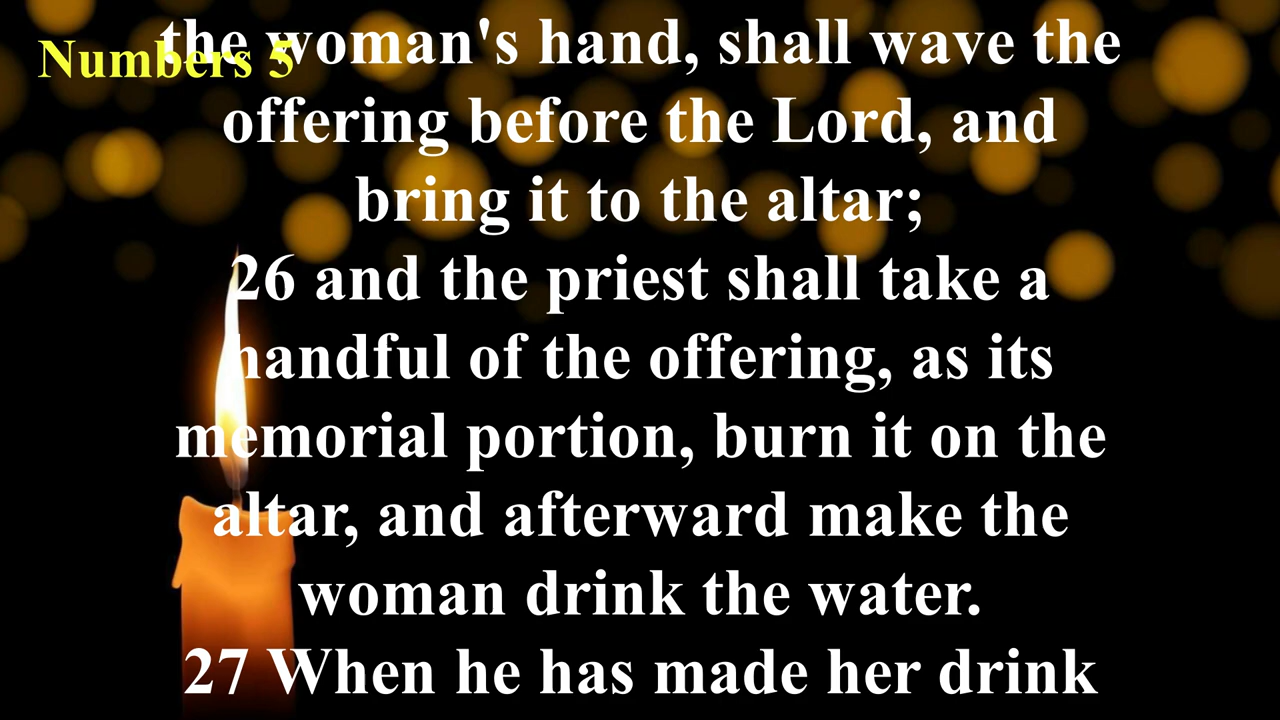 Numbers 5
the woman's hand, shall wave the
offering before the Lord, and
bring it to the altar;
26 and the priest shall take a
handful of the offering, as its
memorial portion, burn it on the
altar, and afterward make the
woman drink the water.
27 When he has made her drink